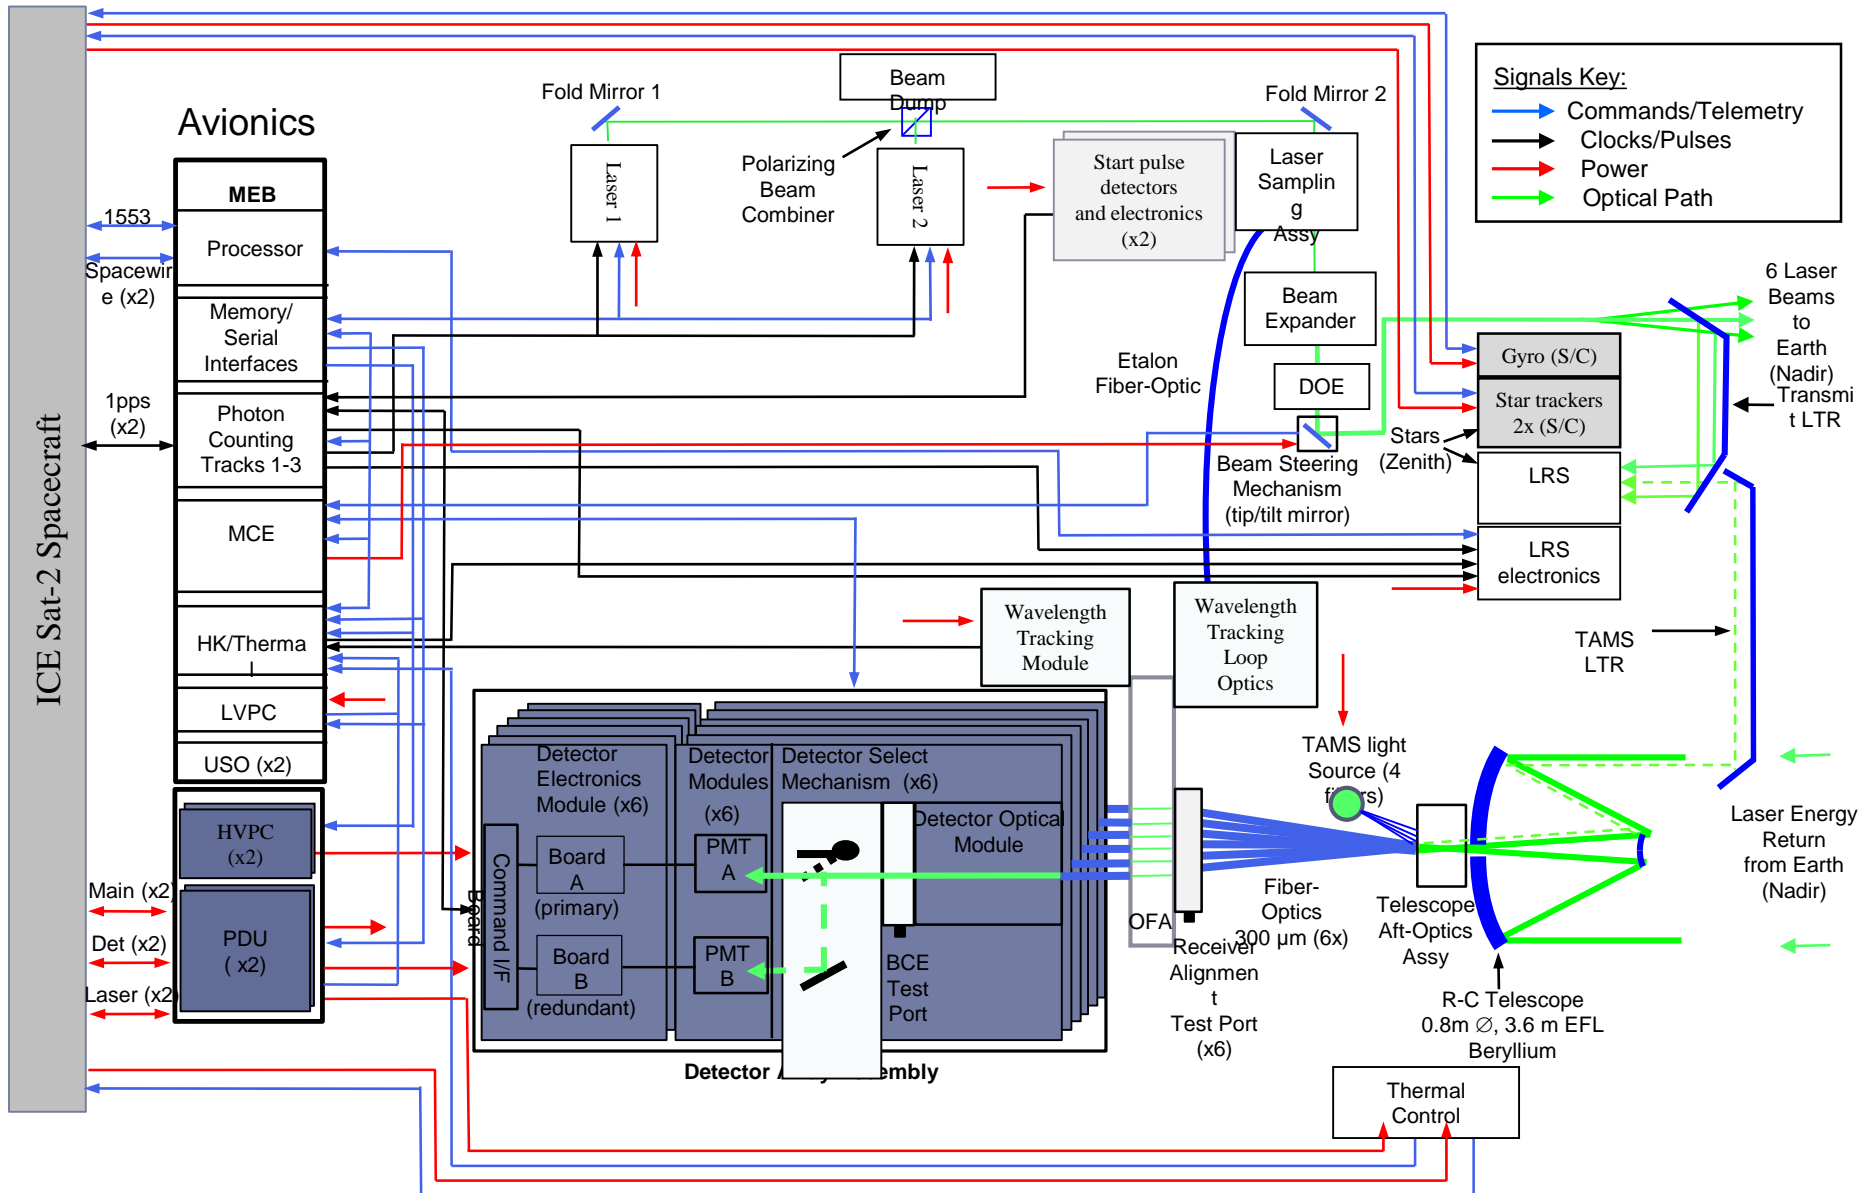 ICE Sat-2 Spacecraft
Avionics
MEB
Processor
Memory/
Serial
Interfaces
Photon
Counting
Tracks 1-3
MCE
HK/Therma
l
LVPC
USO (x2)
HVPC
(x2)
PDU
( x2)
1553
Spacewir
e (x2)
1pps
(x2)
Main (x2)
Det (x2)
Laser (x2)
Fold Mirror 1
Laser 1
Beam
Dump
Polarizing
Beam
Combiner
Laser 2
Start pulse
detectors
and electronics
(x2)
Fold Mirror 2
Laser
Samplin
g
Assy
Beam
Expander
DOE
Etalon
Fiber-Optic
Beam Steering
Mechanism
(tip/tilt mirror)
Signals Key:
Commands/Telemetry
Clocks/Pulses
Power
Optical Path
6 Laser
Beams
to
Earth
(Nadir)
Transmi
t LTR
Gyro (S/C)
Star trackers
2x (S/C)
Stars
(Zenith)
LRS
LRS
electronics
TAMS
LTR
Wavelength
Tracking
Module
Wavelength
Tracking
Loop
Optics
TAMS light
Source (4
fibers)
Detector
Electronics
Module (x6)
Detector
Modules
(x6)
Detector Select
Mechanism (x6)
Detector Optical
Module
Command I/F
Board
Board
A
(primary)
Board
B
(redundant)
PMT
A
PMT
B
BCE
Test
Port
Detector Assembly
OFA
Receiver
Alignmen
t
Test Port
(x6)
Fiber-
Optics
300 µm (6x)
Telescope
Aft-Optics
Assy
R-C Telescope
0.8m ∅, 3.6 m EFL
Beryllium
Laser Energy
Return
from Earth
(Nadir)
Thermal
Control